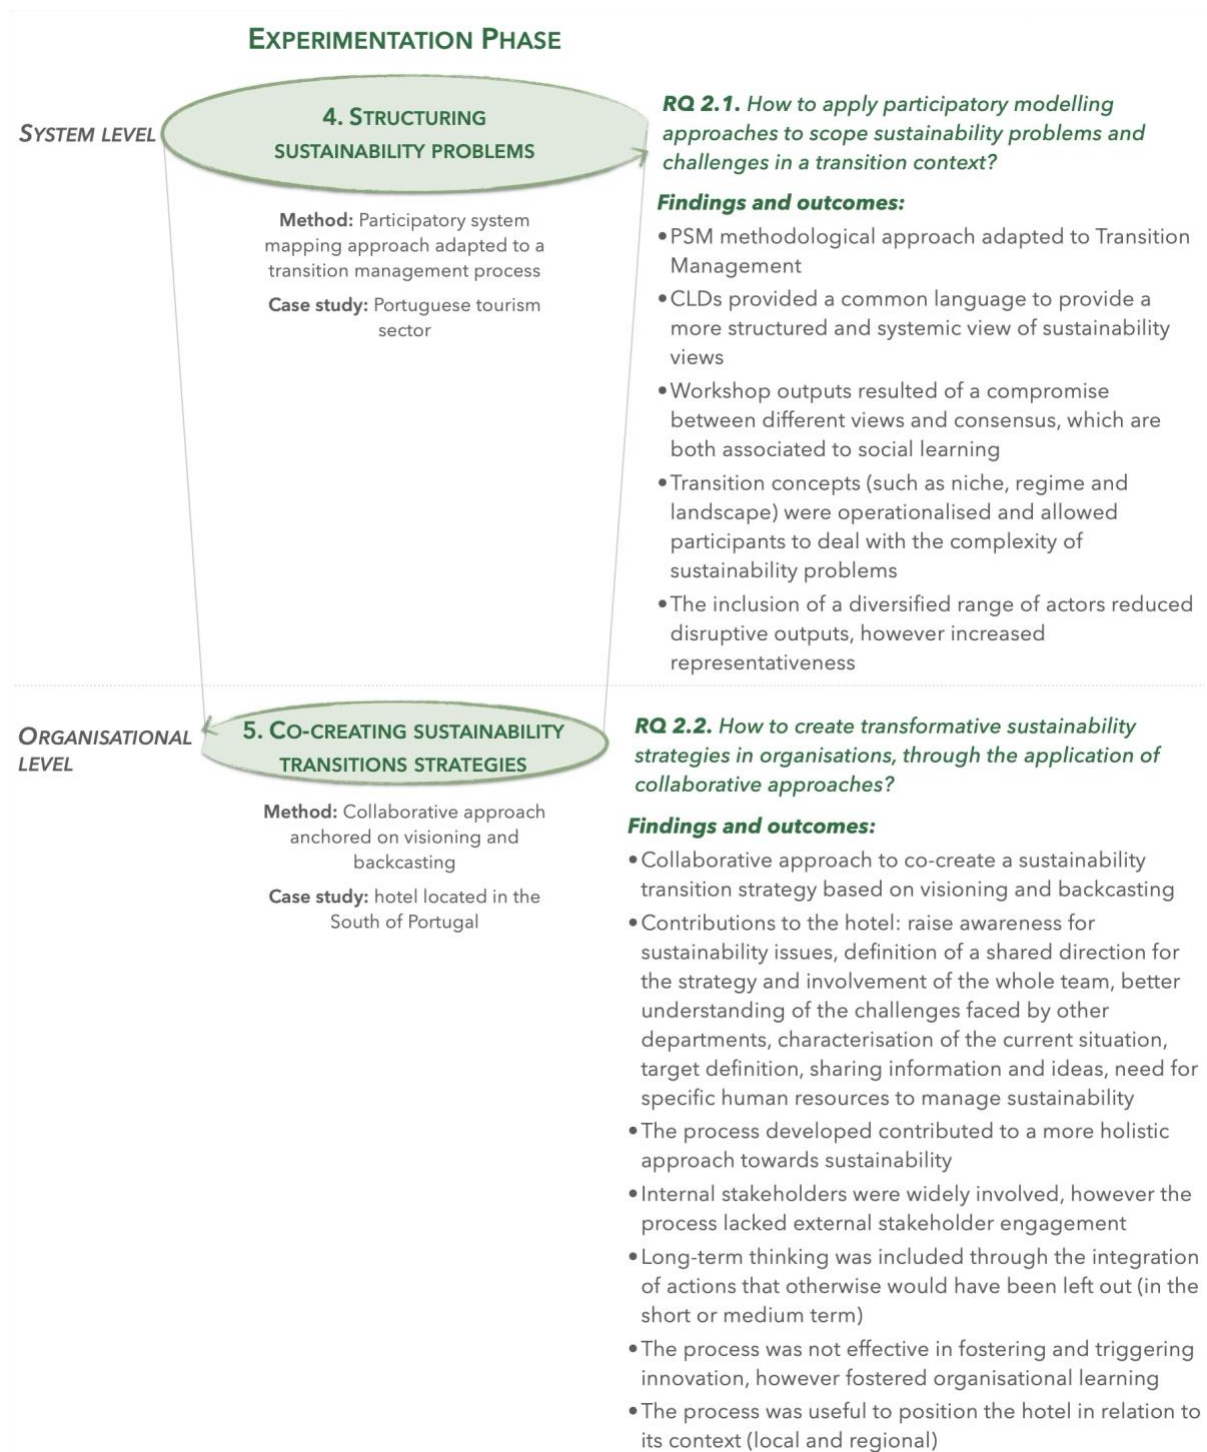 EXPERIMENTATION PHASE
SYSTEM LEVEL
4. STRUCTURING
SUSTAINABILITY PROBLEMS
Method: Participatory system
mapping approach adapted to a
transition management process
Case study: Portuguese tourism
sector
RQ 2.1. How to apply participatory modelling
approaches to scope sustainability problems and
challenges in a transition context?
Findings and outcomes:
•PSM methodological approach adapted to Transition
Management
•CLDs provided a common language to provide a
more structured and systemic view of sustainability
views
•Workshop outputs resulted of a compromise
between different views and consensus, which are
both associated to social learning
•Transition concepts (such as niche, regime and
landscape) were operationalised and allowed
participants to deal with the complexity of
sustainability problems
•The inclusion of a diversified range of actors reduced
disruptive outputs, however increased
representativeness
ORGANISATIONAL
LEVEL
5. CO-CREATING SUSTAINABILITY
TRANSITIONS STRATEGIES
Method: Collaborative approach
anchored on visioning and
backcasting
Case study: hotel located in the
South of Portugal
RQ 2.2. How to create transformative sustainability
strategies in organisations, through the application of
collaborative approaches?
Findings and outcomes:
•Collaborative approach to co-create a sustainability
transition strategy based on visioning and backcasting
•Contributions to the hotel: raise awareness for
sustainability issues, definition of a shared direction for
the strategy and involvement of the whole team, better
understanding of the challenges faced by other
departments, characterisation of the current situation,
target definition, sharing information and ideas, need for
specific human resources to manage sustainability
•The process developed contributed to a more holistic
approach towards sustainability
•Internal stakeholders were widely involved, however the
process lacked external stakeholder engagement
•Long-term thinking was included through the integration
of actions that otherwise would have been left out (in the
short or medium term)
•The process was not effective in fostering and triggering
innovation, however fostered organisational learning
•The process was useful to position the hotel in relation to
its context (local and regional)